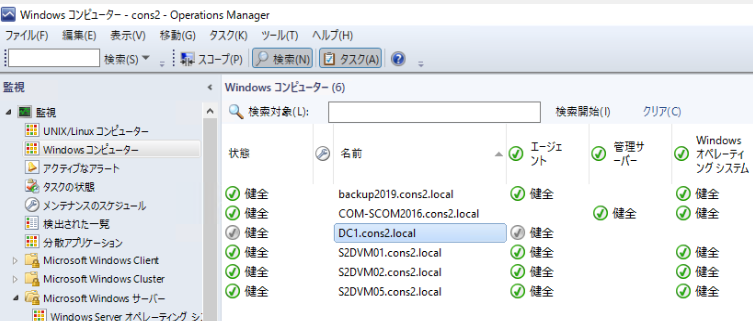 Windows コンピューター - cons2 - Operations Manager
ファイル(F) 編集(E) 表示(V) 移動(G) タスク(K) ツール(T) ヘルプ(H)
検索(S) スコープ(P) 検索(N) タスク(A)
監視
監視
UNIX/Linux コンピューター
Windows コンピューター
アクティブなアラート
タスクの状態
メンテナンスのスケジュール
検出された一覧
分散アプリケーション
Microsoft Windows Client
Microsoft Windows Cluster
Microsoft Windows サーバー
Windows Server オペレーティング シ
Windows コンピューター (6)
検索対象(L): 検索開始(I) クリア(C)
状態 名前 エージェント 管理サーバー Windows オペレーティング システム
健全 backup2019.cons2.local 健全 健全
健全 COM-SCOM2016.cons2.local 健全 健全
健全 DC1.cons2.local 健全
健全 S2DVM01.cons2.local 健全 健全
健全 S2DVM02.cons2.local 健全 健全
健全 S2DVM05.cons2.local 健全 健全